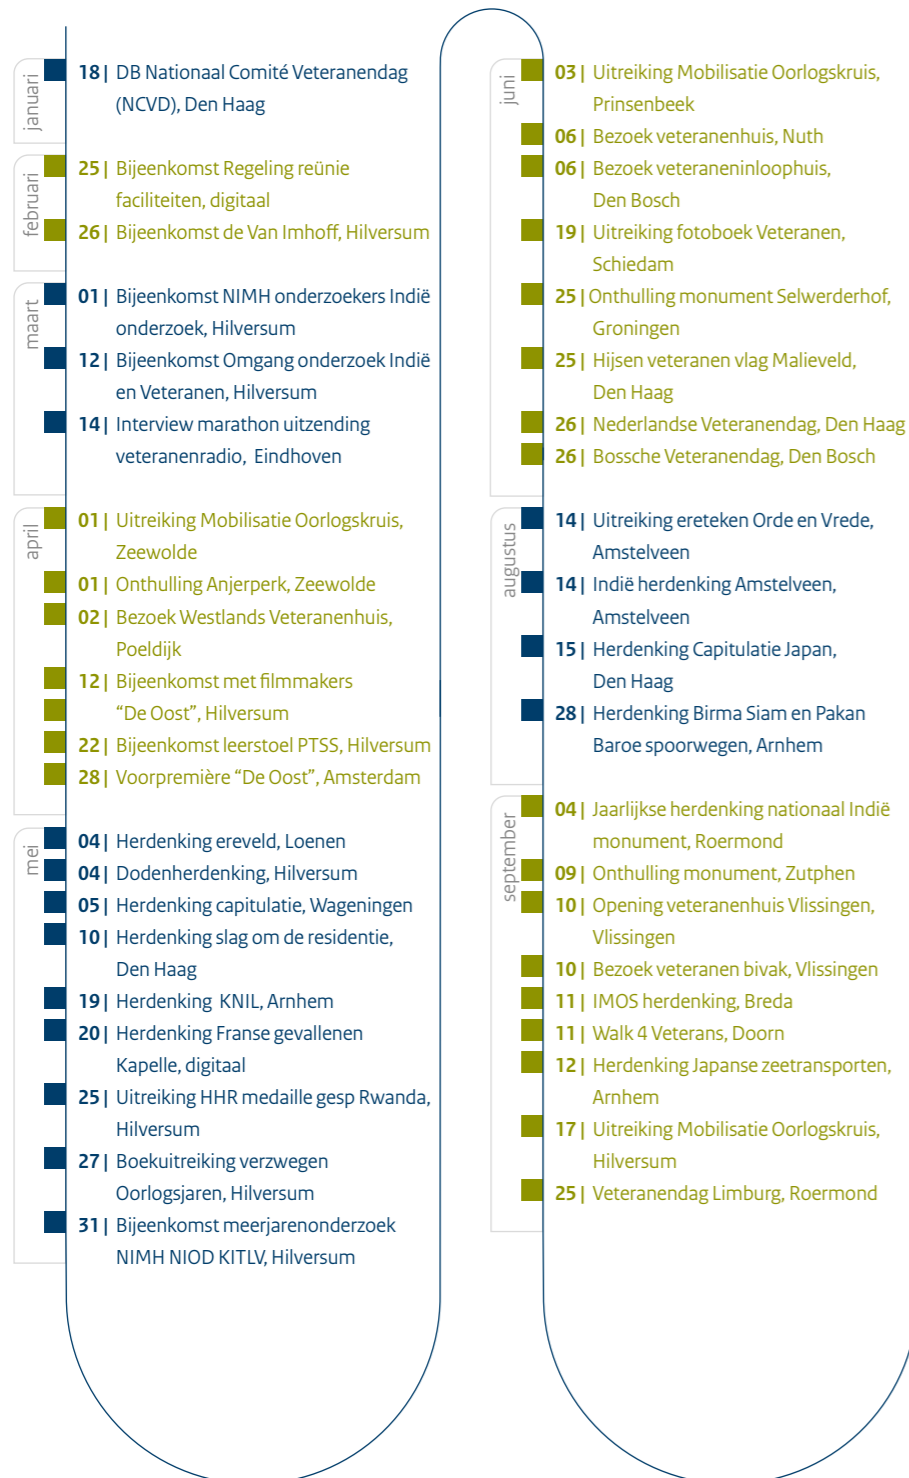 januari
18 | DB Nationaal Comité Veteranendag
(NCVD), Den Haag
februari
25 | Bijeenkomst Regeling reünie
faciliteiten, digitaal
26 | Bijeenkomst de Van Imhoff, Hilversum
maart
01 | Bijeenkomst NIMH onderzoekers Indië
onderzoek, Hilversum
12 | Bijeenkomst Omgang onderzoek Indië
en Veteranen, Hilversum
14 | Interview marathon uitzending
veteranenradio, Eindhoven
april
01 | Uitreiking Mobilisatie Oorlogskruis,
Zeewolde
01 | Onthulling Anjerperk, Zeewolde
02 | Bezoek Westlands Veteranenhuis,
Poeldijk
12 | Bijeenkomst met filmmakers
“De Oost”, Hilversum
22 | Bijeenkomst leerstoel PTSS, Hilversum
28 | Voorpremière “De Oost”, Amsterdam
mei
04 | Herdenking ereveld, Loenen
04 | Dodenherdenking, Hilversum
05 | Herdenking capitulatie, Wageningen
10 | Herdenking slag om de residentie,
Den Haag
19 | Herdenking KNIL, Arnhem
20 | Herdenking Franse gevallenen
Kapelle, digitaal
25 | Uitreiking HHR medaille gesp Rwanda,
Hilversum
27 | Boekuitreiking verzwegen
Oorlogsjaren, Hilversum
31 | Bijeenkomst meerjarenonderzoek
NIMH NIOD KITLV, Hilversum
juni
03 | Uitreiking Mobilisatie Oorlogskruis,
Prinsenbeek
06 | Bezoek veteranenhuis, Nuth
06 | Bezoek veteraneninloophuis,
Den Bosch
19 | Uitreiking fotoboek Veteranen,
Schiedam
25 | Onthulling monument Selwerderhof,
Groningen
25 | Hijsen veteranen vlag Malieveld,
Den Haag
26 | Nederlandse Veteranendag, Den Haag
26 | Bossche Veteranendag, Den Bosch
augustus
14 | Uitreiking ereteken Orde en Vrede,
Amstelveen
14 | Indië herdenking Amstelveen,
Amstelveen
15 | Herdenking Capitulatie Japan,
Den Haag
28 | Herdenking Birma Siam en Pakan
Baroe spoorwegen, Arnhem
september
04 | Jaarlijkse herdenking nationaal Indië
monument, Roermond
09 | Onthulling monument, Zutphen
10 | Opening veteranenhuis Vlissingen,
Vlissingen
10 | Bezoek veteranen bivak, Vlissingen
11 | IMOS herdenking, Breda
11 | Walk 4 Veterans, Doorn
12 | Herdenking Japanse zeetransporten,
Arnhem
17 | Uitreiking Mobilisatie Oorlogskruis,
Hilversum
25 | Veteranendag Limburg, Roermond